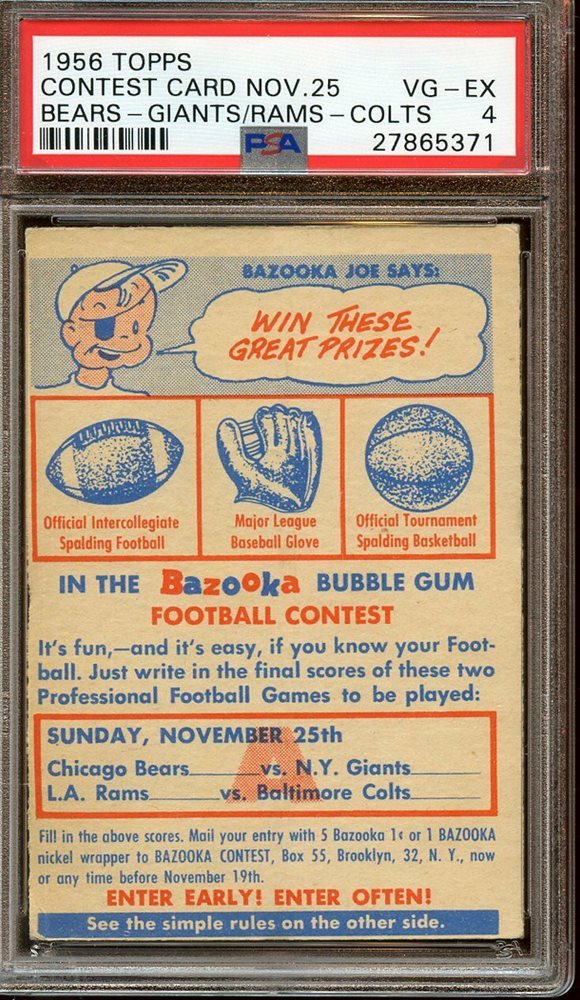 1956 TOPPS
CONTEST CARD NOV.25 VG-EX
BEARS-GIANTS/RAMS-COLTS 4
PSA 27865371
BAZOOKA JOE SAYS:
WIN THESE
GREAT PRIZES!
Official Intercollegiate
Spalding Football
Major League
Baseball Glove
Official Tournament
Spalding Basketball
IN THE Bazooka BUBBLE GUM
FOOTBALL CONTEST
It's fun,—and it's easy, if you know your Foot-
ball. Just write in the final scores of these two
Professional Football Games to be played:
SUNDAY, NOVEMBER 25th
A
Chicago Bears______vs. N.Y. Giants______
L.A. Rams______vs. Baltimore Colts______
Fill in the above scores. Mail your entry with 5 Bazooka 1¢ or 1 BAZOOKA
nickel wrapper to BAZOOKA CONTEST, Box 55, Brooklyn, 32, N. Y., now
or any time before November 19th.
ENTER EARLY! ENTER OFTEN!
See the simple rules on the other side.